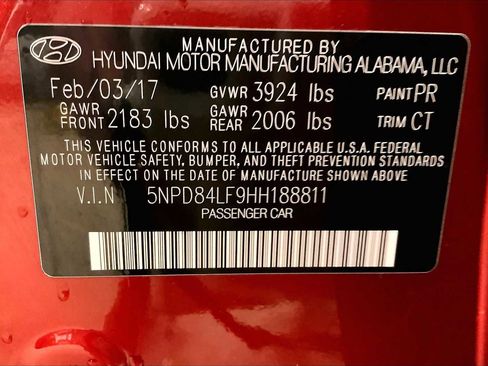 MANUFACTURED BY
HYUNDAI MOTOR MANUFACTURING ALABAMA, LLC
Feb/03/17 GVWR 3924 lbs PAINT PR
GAWR FRONT 2183 lbs GAWR REAR 2006 lbs TRIM CT
THIS VEHICLE CONFORMS TO ALL APPLICABLE U.S.A. FEDERAL
MOTOR VEHICLE SAFETY, BUMPER, AND THEFT PREVENTION STANDARDS
IN EFFECT ON THE DATE OF MANUFACTURE SHOWN ABOVE
V.I.N 5NPD84LF9HH188811
PASSENGER CAR